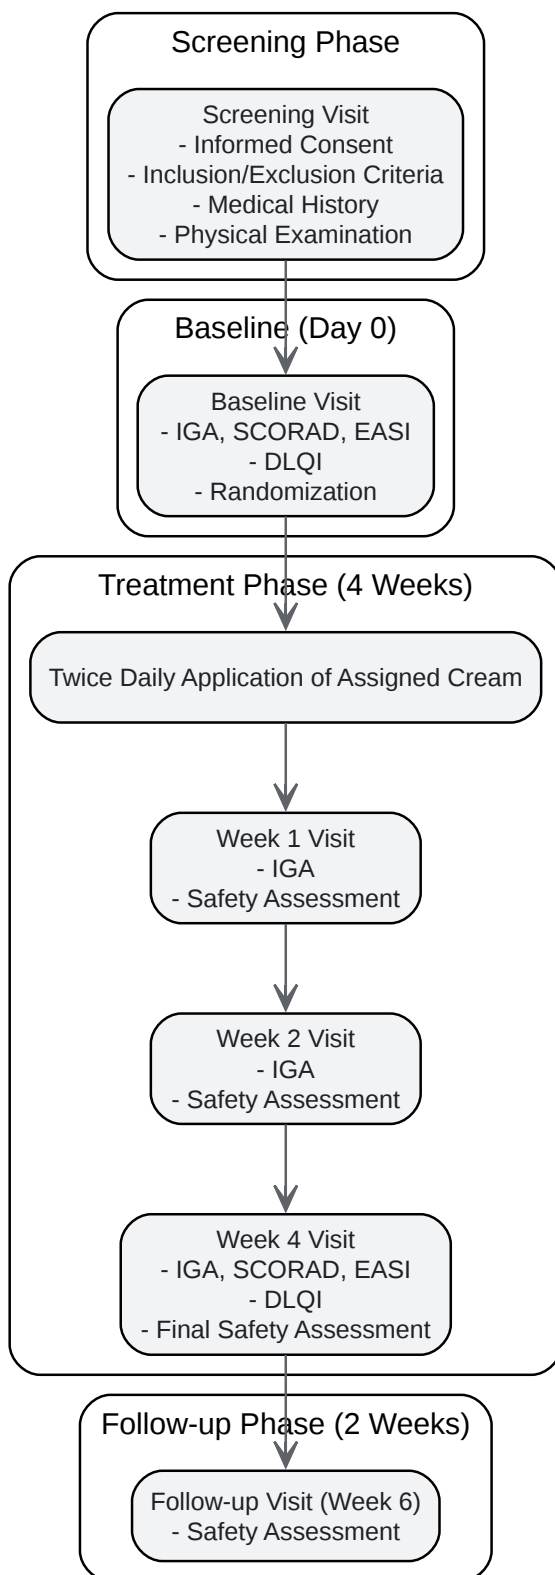 Screening Phase
Screening Visit
- Informed Consent
- Inclusion/Exclusion Criteria
- Medical History
- Physical Examination
Baseline (Day 0)
Baseline Visit
- IGA, SCORAD, EASI
- DLQI
- Randomization
Treatment Phase (4 Weeks)
Twice Daily Application of Assigned Cream
Week 1 Visit
- IGA
- Safety Assessment
Week 2 Visit
- IGA
- Safety Assessment
Week 4 Visit
- IGA, SCORAD, EASI
- DLQI
- Final Safety Assessment
Follow-up Phase (2 Weeks)
Follow-up Visit (Week 6)
- Safety Assessment